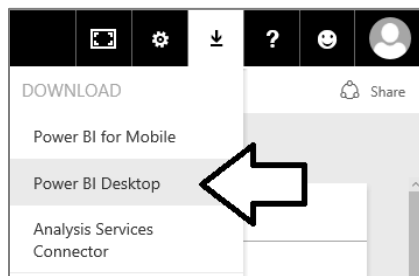 ?
DOWNLOAD
Share
Power BI for Mobile
Power BI Desktop
Analysis Services
Connector